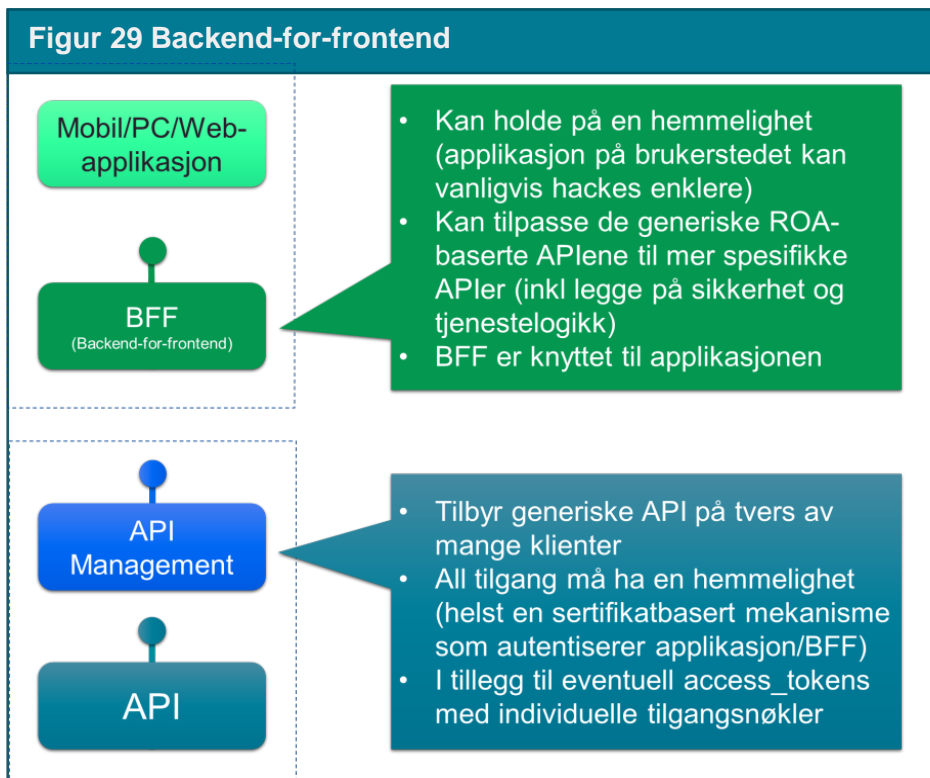 Figur 29 Backend-for-frontend
Mobil/PC/Web-
applikasjon
BFF
(Backend-for-frontend)
• Kan holde på en hemmelighet
(applikasjon på brukerstedet kan
vanligvis hackes enklere)
• Kan tilpasse de generiske ROA-
baserte APIene til mer spesifikke
APIer (inkl legge på sikkerhet og
tjenestelogikk)
• BFF er knyttet til applikasjonen
API
Management
API
• Tilbyr generiske API på tvers av
mange klienter
• All tilgang må ha en hemmelighet
(helst en sertifikatbasert mekanisme
som autentiserer applikasjon/BFF)
• I tillegg til eventuell access_tokens
med individuelle tilgangsnøkler